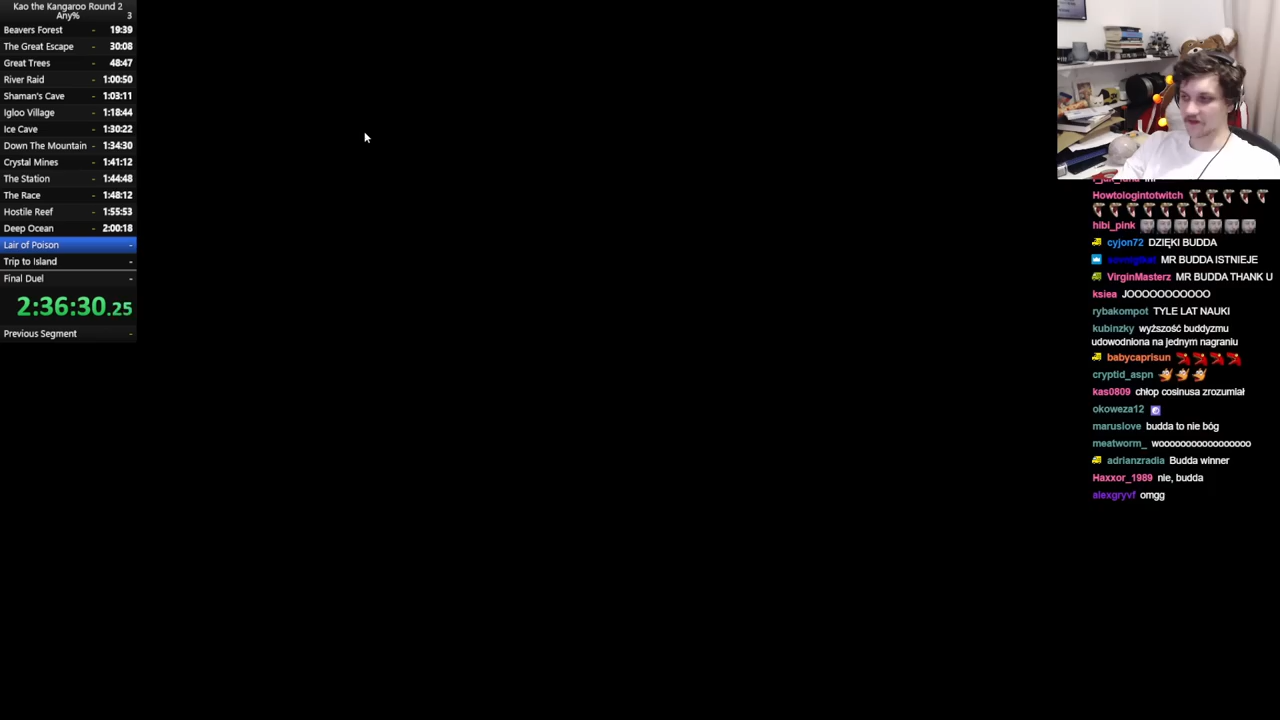 Kao the Kangaroo Round 2
Any% 3
Beavers Forest - 19:39
The Great Escape - 30:08
Great Trees - 48:47
River Raid - 1:00:50
Shaman's Cave - 1:03:11
Igloo Village - 1:18:44
Ice Cave - 1:30:22
Down The Mountain - 1:34:30
Crystal Mines - 1:41:12
The Station - 1:44:48
The Race - 1:48:12
Hostile Reef - 1:55:53
Deep Ocean - 2:00:18
Lair of Poison -
Trip to Island -
Final Duel -
2:36:30.25
Previous Segment -
Howtologintotwitch
hibi_pink
cyjon72 DZIĘKI BUDDA
MR BUDDA ISTNIEJE
VirginMasterz MR BUDDA THANK U
ksiea JOOOOOOOOOOO
rybakompot TYLE LAT NAUKI
kubinzky wyższość buddyzmu
udowodniona na jednym nagraniu
babycaprisun
cryptid_aspn
kas0809 chłop cosinusa zrozumiał
okoweza12
maruslove budda to nie bóg
meatworm_ wooooooooooooooooo
adrianzradia Budda winner
Haxxor_1989 nie, budda
alexgryvf omgg